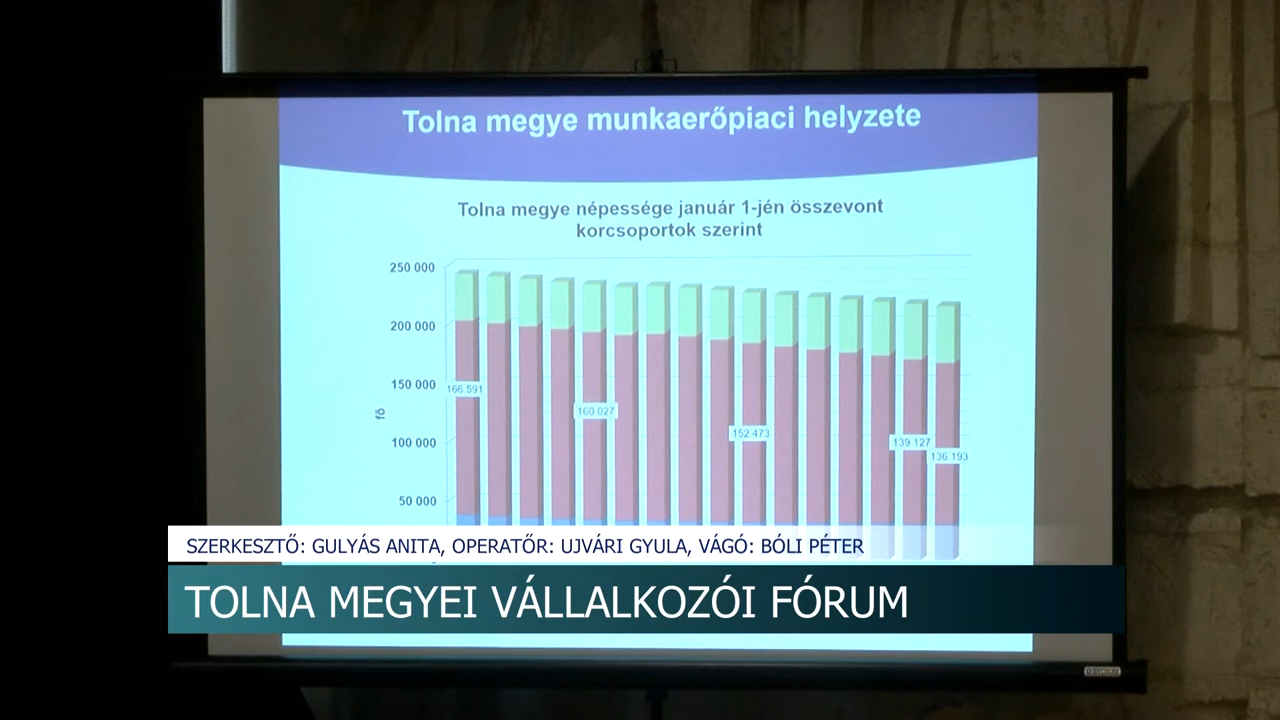 Tolna megye munkaerőpiaci helyzete
Tolna megye népessége január 1-jén összevont
korcsoportok szerint
250 000
200 000
150 000
100 000
50 000
fő
166 591
160 027
152 473
139 127
136 193
SZERKESZTŐ: GULYÁS ANITA, OPERATŐR: UJVÁRI GYULA, VÁGÓ: BÓLI PÉTER
TOLNA MEGYEI VÁLLALKOZÓI FÓRUM